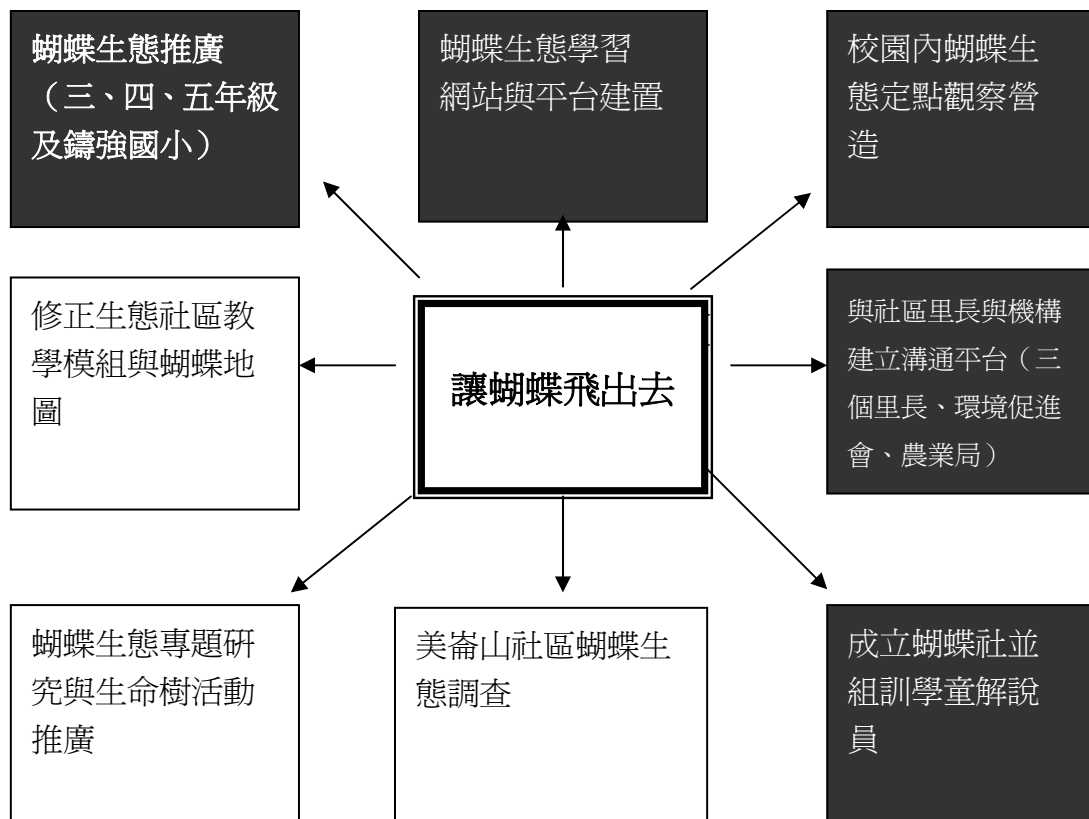 蝴蝶生態推廣
（三、四、五年級
及鑄強國小）
蝴蝶生態學習
網站與平台建置
校園內蝴蝶生
態定點觀察營
造
修正生態社區教
學模組與蝴蝶地
圖
讓蝴蝶飛出去
與社區里長與機構
建立溝通平台（三
個里長、環境促進
會、農業局）
蝴蝶生態專題研
究與生命樹活動
推廣
美崙山社區蝴蝶生
態調查
成立蝴蝶社並
組訓學童解說
員